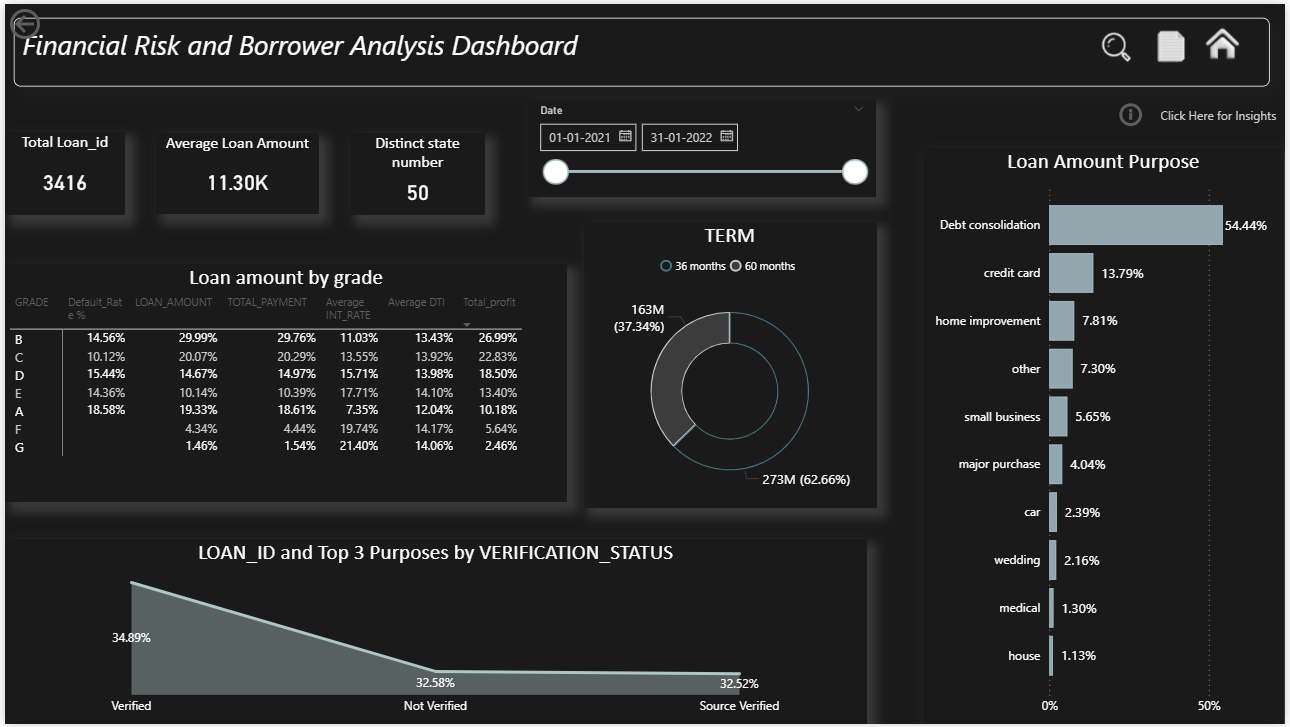 Financial Risk and Borrower Analysis Dashboard
Click Here for Insights
Total Loan_id
3416
Average Loan Amount
11.30K
Distinct state
number
50
Date
01-01-2021
31-01-2022
Loan amount by grade
GRADE Default_Rat LOAN_AMOUNT TOTAL_PAYMENT Average Average DTI Total_profit
e % INT_RATE
B 14.56% 29.99% 29.76% 11.03% 13.43% 26.99%
C 10.12% 20.07% 20.29% 13.55% 13.92% 22.83%
D 15.44% 14.67% 14.97% 15.71% 13.98% 18.50%
E 14.36% 10.14% 10.39% 17.71% 14.10% 13.40%
A 18.58% 19.33% 18.61% 7.35% 12.04% 10.18%
F 4.34% 4.44% 19.74% 14.17% 5.64%
G 1.46% 1.54% 21.40% 14.06% 2.46%
TERM
36 months 60 months
163M
(37.34%)
273M (62.66%)
Loan Amount Purpose
Debt consolidation 54.44%
credit card 13.79%
home improvement 7.81%
other 7.30%
small business 5.65%
major purchase 4.04%
car 2.39%
wedding 2.16%
medical 1.30%
house 1.13%
0% 50%
LOAN_ID and Top 3 Purposes by VERIFICATION_STATUS
34.89%
32.58%
32.52%
Verified Not Verified Source Verified